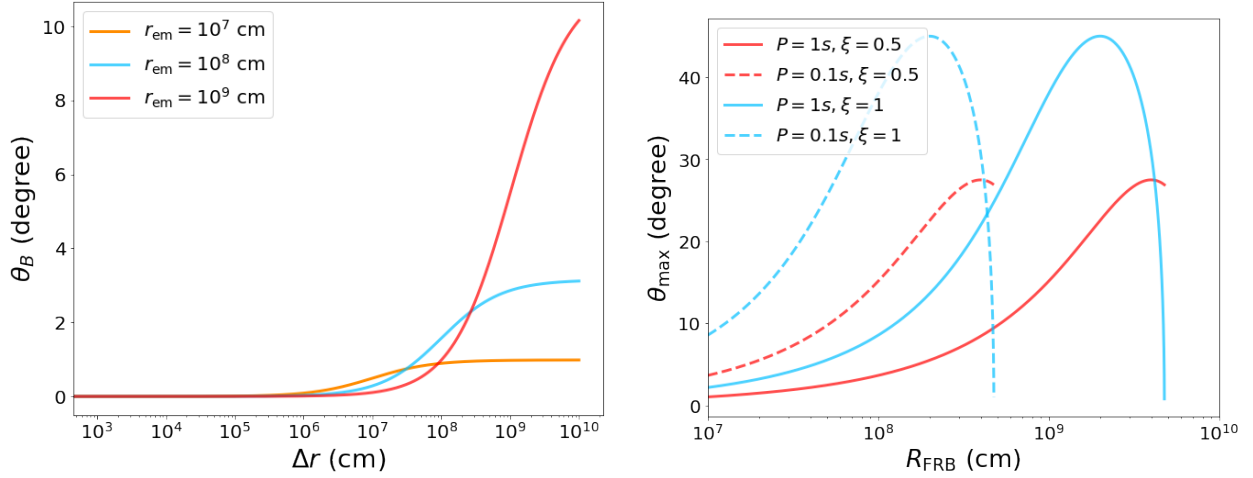 10
8
6
4
2
0
θ_B (degree)
r_em = 10^7 cm
r_em = 10^8 cm
r_em = 10^9 cm
10^3 10^4 10^5 10^6 10^7 10^8 10^9 10^10
Δr (cm)
40
30
20
10
0
θ_max (degree)
P = 1s, ξ = 0.5
P = 0.1s, ξ = 0.5
P = 1s, ξ = 1
P = 0.1s, ξ = 1
10^7 10^8 10^9 10^10
R_FRB (cm)